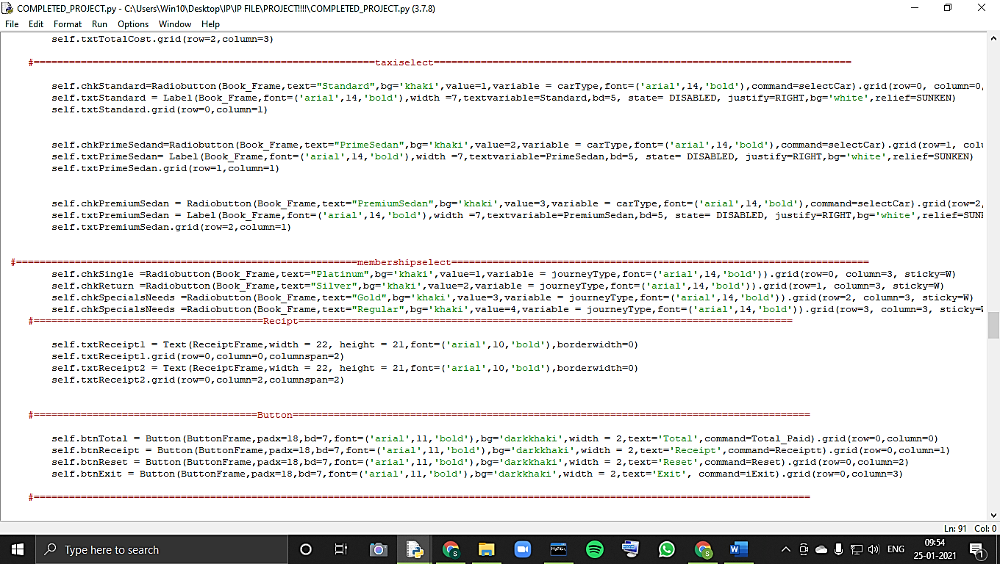 COMPLETED_PROJECT.py - C:\Users\Win10\Desktop\IP\IP FILE\PROJECT!!!!\COMPLETED_PROJECT.py (3.7.8)
File Edit Format Run Options Window Help
self.txtTotalCost.grid(row=2,column=3)
#==========================================================taxiselect=======================================================================
self.chkStandard=Radiobutton(Book_Frame,text="Standard",bg='khaki',value=1,variable = carType,font=('arial',14,'bold'),command=selectCar).grid(row=0, column=0,
self.txtStandard = Label(Book_Frame,font=('arial',14,'bold'),width =7,textvariable=Standard,bd=5, state= DISABLED, justify=RIGHT,bg='white',relief=SUNKEN)
self.txtStandard.grid(row=0,column=1)
self.chkPrimeSedand=Radiobutton(Book_Frame,text="PrimeSedan",bg='khaki',value=2,variable = carType,font=('arial',14,'bold'),command=selectCar).grid(row=1, colu
self.txtPrimeSedan= Label(Book_Frame,font=('arial',14,'bold'),width =7,textvariable=PrimeSedan,bd=5, state= DISABLED, justify=RIGHT,bg='white',relief=SUNKEN)
self.txtPrimeSedan.grid(row=1,column=1)
self.chkPremiumSedan = Radiobutton(Book_Frame,text="PremiumSedan",bg='khaki',value=3,variable = carType,font=('arial',14,'bold'),command=selectCar).grid(row=2,
self.txtPremiumSedan = Label(Book_Frame,font=('arial',14,'bold'),width =7,textvariable=PremiumSedan,bd=5, state= DISABLED, justify=RIGHT,bg='white',relief=SUNK
self.txtPremiumSedan.grid(row=2,column=1)
#==========================================================membershipselect=======================================================================
self.chkSingle =Radiobutton(Book_Frame,text="Platinum",bg='khaki',value=1,variable = journeyType,font=('arial',14,'bold')).grid(row=0, column=3, sticky=W)
self.chkReturn =Radiobutton(Book_Frame,text="Silver",bg='khaki',value=2,variable = journeyType,font=('arial',14,'bold')).grid(row=1, column=3, sticky=W)
self.chkSpecialsNeeds =Radiobutton(Book_Frame,text="Gold",bg='khaki',value=3,variable = journeyType,font=('arial',14,'bold')).grid(row=2, column=3, sticky=W)
self.chkSpecialsNeeds =Radiobutton(Book_Frame,text="Regular",bg='khaki',value=4,variable = journeyType,font=('arial',14,'bold')).grid(row=3, column=3, sticky=W
#=======================================Recipt====================================================================================
self.txtReceipt1 = Text(ReceiptFrame,width = 22, height = 21,font=('arial',10,'bold'),borderwidth=0)
self.txtReceipt1.grid(row=0,column=0,columnspan=2)
self.txtReceipt2 = Text(ReceiptFrame,width = 22, height = 21,font=('arial',10,'bold'),borderwidth=0)
self.txtReceipt2.grid(row=0,column=2,columnspan=2)
#======================================Button========================================================================================
self.btnTotal = Button(ButtonFrame,padx=18,bd=7,font=('arial',11,'bold'),bg='darkkhaki',width = 2,text='Total',command=Total_Paid).grid(row=0,column=0)
self.btnReceipt = Button(ButtonFrame,padx=18,bd=7,font=('arial',11,'bold'),bg='darkkhaki',width = 2,text='Receipt',command=Receiptt).grid(row=0,column=1)
self.btnReset = Button(ButtonFrame,padx=18,bd=7,font=('arial',11,'bold'),bg='darkkhaki',width = 2,text='Reset',command=Reset).grid(row=0,column=2)
self.btnExit = Button(ButtonFrame,padx=18,bd=7,font=('arial',11,'bold'),bg='darkkhaki',width = 2,text='Exit', command=iExit).grid(row=0,column=3)
#====================================================================================================================================
Ln: 91 Col: 0
Type here to search
MySQL
S
S
W
ENG
09:54
25-01-2021
1